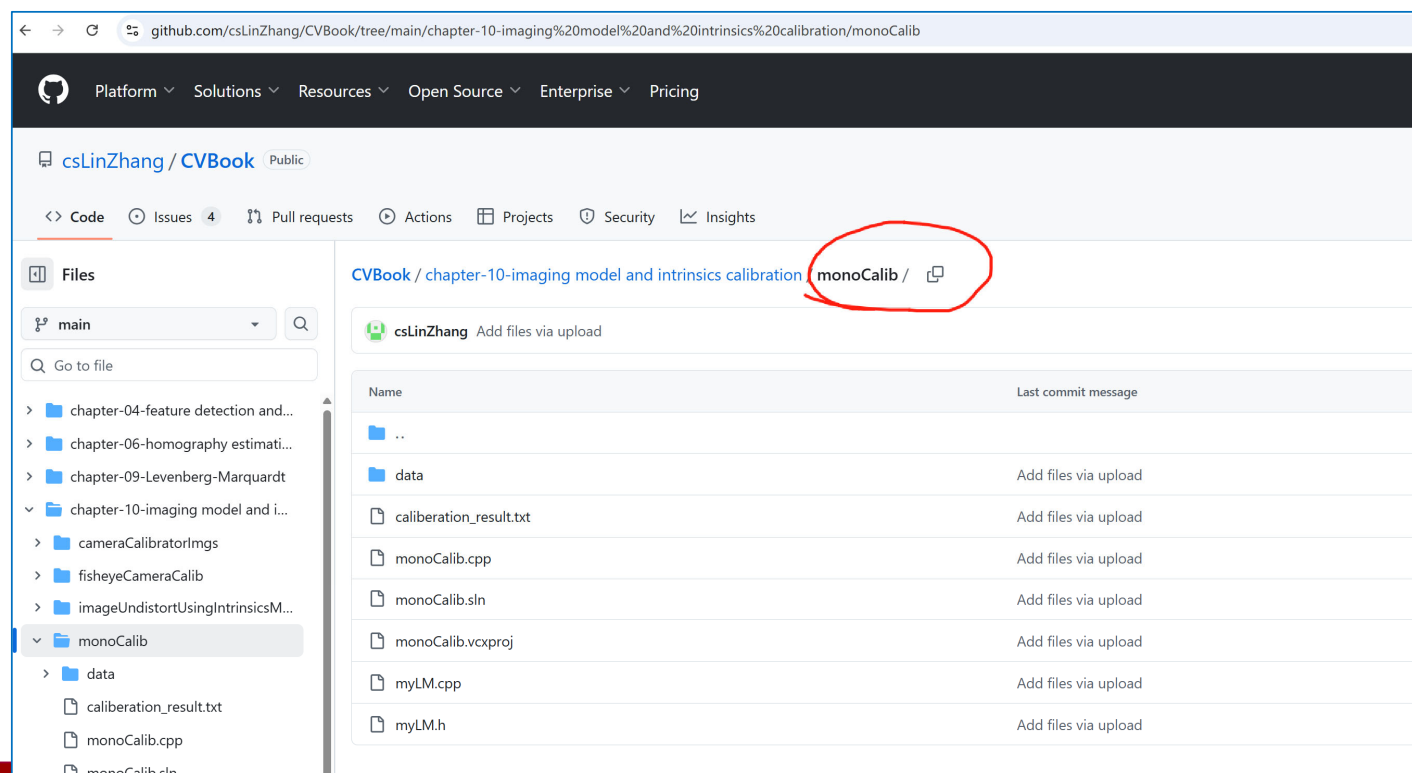 github.com/csLinZhang/CVBook/tree/main/chapter-10-imaging%20model%20and%20intrinsics%20calibration/monoCalib
Platform Solutions Resources Open Source Enterprise Pricing
csLinZhang / CVBook Public
<> Code Issues 4 Pull requests Actions Projects Security Insights
Files
main
Go to file
chapter-04-feature detection and...
chapter-06-homography estimati...
chapter-09-Levenberg-Marquardt
chapter-10-imaging model and i...
cameraCalibratorImgs
fisheyeCameraCalib
imageUndistortUsingIntrinsicsM...
monoCalib
data
caliberation_result.txt
monoCalib.cpp
monoCalib.sln
CVBook / chapter-10-imaging model and intrinsics calibration / monoCalib /
csLinZhang Add files via upload
Name Last commit message
..
data Add files via upload
caliberation_result.txt Add files via upload
monoCalib.cpp Add files via upload
monoCalib.sln Add files via upload
monoCalib.vcxproj Add files via upload
myLM.cpp Add files via upload
myLM.h Add files via upload